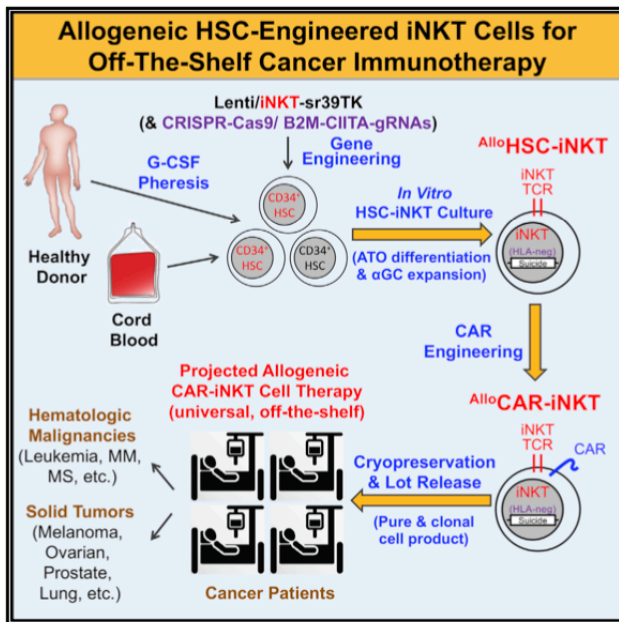 Allogeneic HSC-Engineered iNKT Cells for
Off-The-Shelf Cancer Immunotherapy
Lenti/iNKT-sr39TK
(& CRISPR-Cas9/ B2M-CIITA-gRNAs)
G-CSF
Pheresis
Gene
Engineering
Healthy
Donor
Cord
Blood
CD34+
HSC
CD34+
HSC
CD34+
HSC
In Vitro
HSC-iNKT Culture
(ATO differentiation
& αGC expansion)
AlloHSC-iNKT
iNKT
TCR
iNKT
(HLA-neg)
Suicide
CAR
Engineering
AlloCAR-iNKT
iNKT
TCR
CAR
iNKT
(HLA-neg)
Suicide
Cryopreservation
& Lot Release
(Pure & clonal
cell product)
Projected Allogeneic
CAR-iNKT Cell Therapy
(universal, off-the-shelf)
Cancer Patients
Hematologic
Malignancies
(Leukemia, MM,
MS, etc.)
Solid Tumors
(Melanoma,
Ovarian,
Prostate,
Lung, etc.)